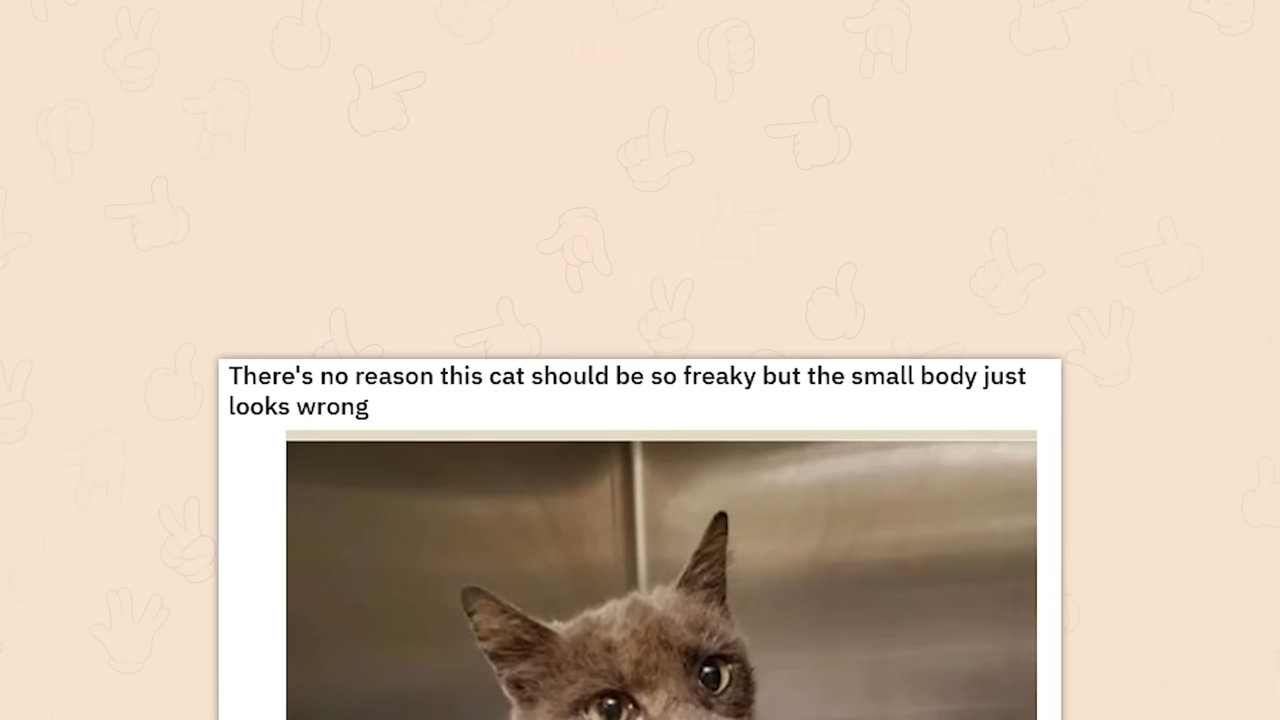 There's no reason this cat should be so freaky but the small body just
looks wrong